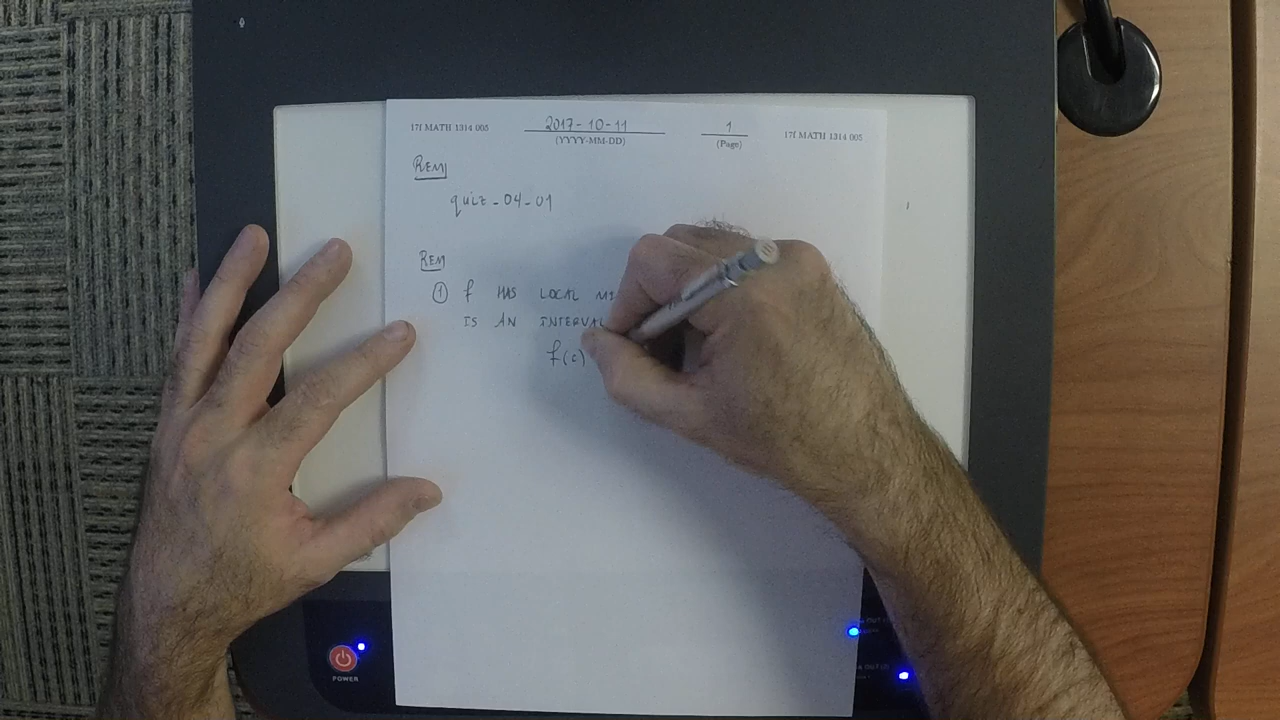 17f MATH 1314 005 2017-10-11 1 17f MATH 1314 005
(YYYY-MM-DD) (Page)
REM
quiz-04-01
REM
① f HAS LOCAL
IS AN INTERVAL
f(c)
POWER